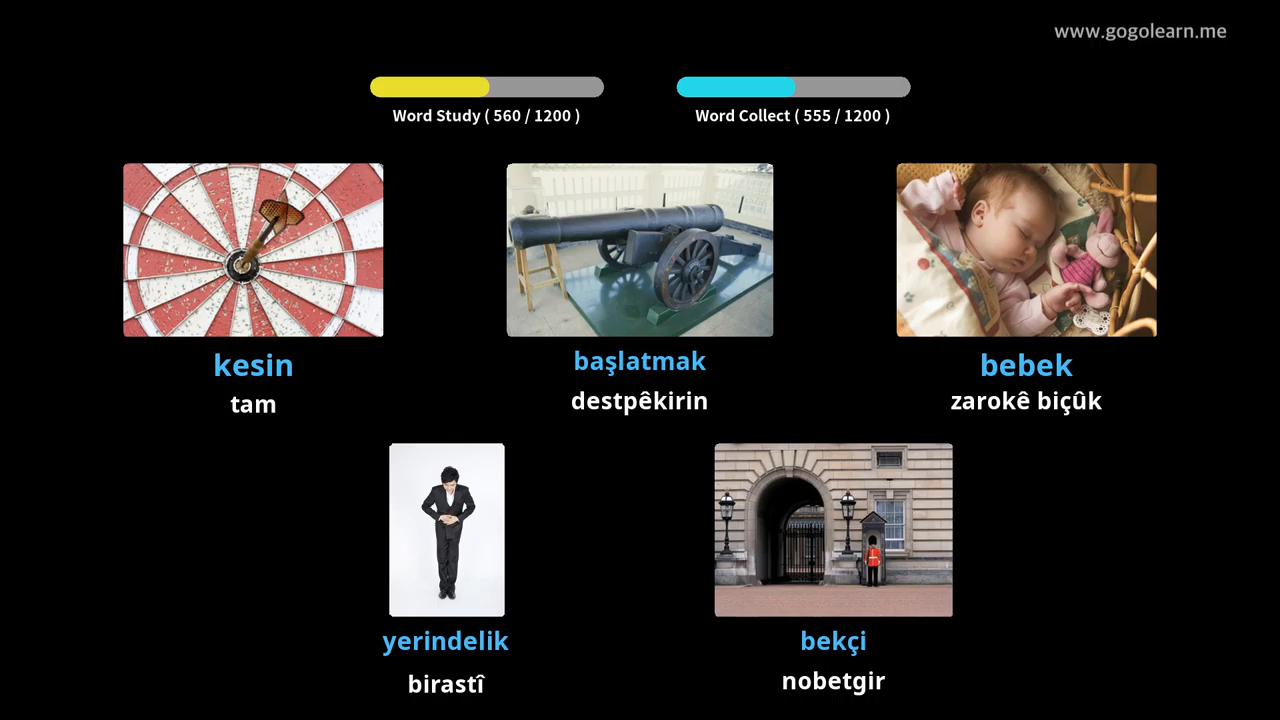 www.gogolearn.me
Word Study ( 560 / 1200 )
Word Collect ( 555 / 1200 )
kesin
tam
başlatmak
destpêkirin
bebek
zarokê biçûk
yerindelik
birastî
bekçi
nobetgir